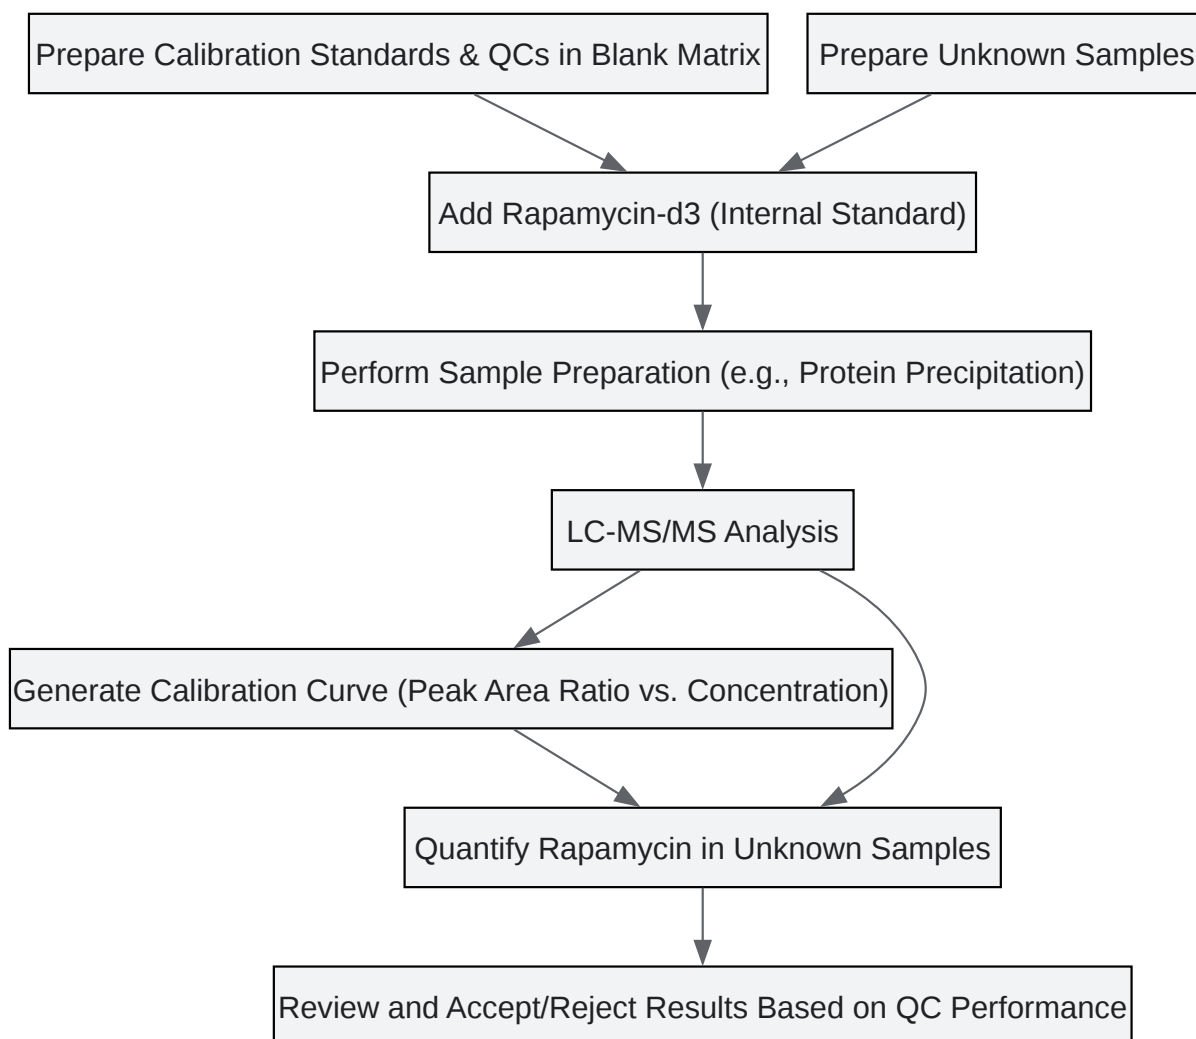 Prepare Calibration Standards & QCs in Blank Matrix
Prepare Unknown Samples
Add Rapamycin-d3 (Internal Standard)
Perform Sample Preparation (e.g., Protein Precipitation)
LC-MS/MS Analysis
Generate Calibration Curve (Peak Area Ratio vs. Concentration)
Quantify Rapamycin in Unknown Samples
Review and Accept/Reject Results Based on QC Performance